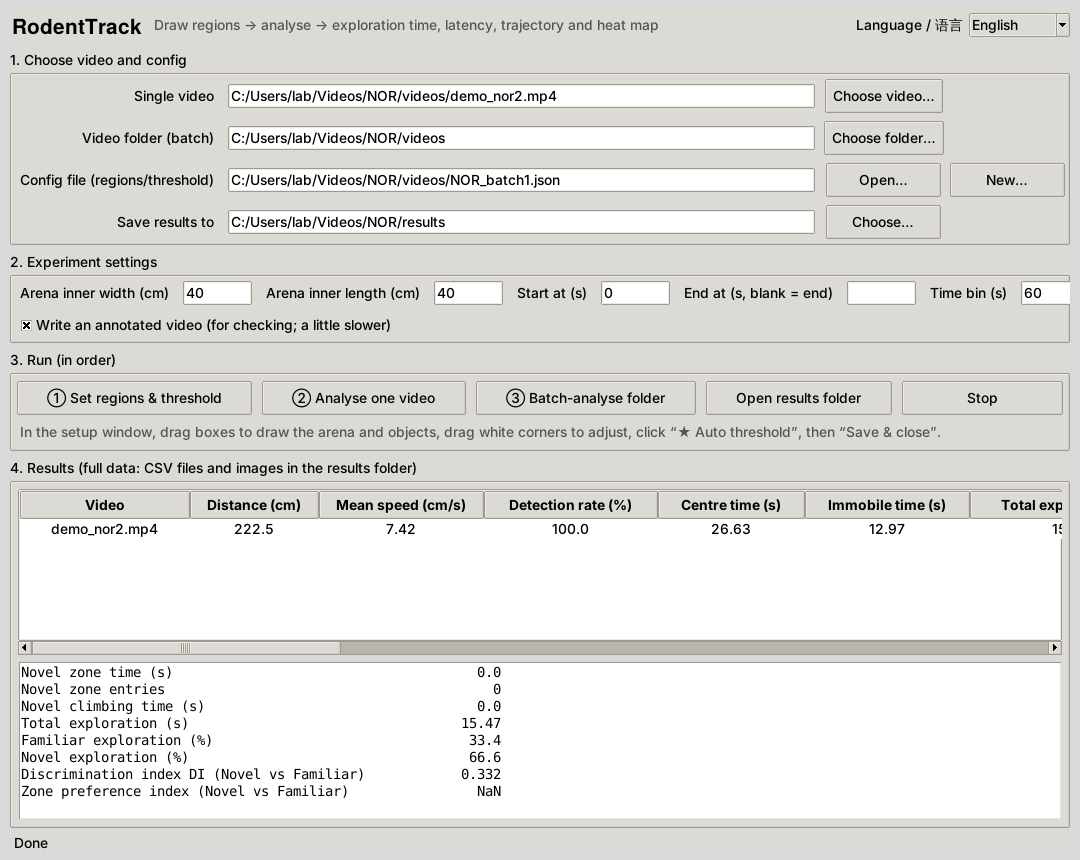 RodentTrack Draw regions → analyse → exploration time, latency, trajectory and heat map Language / 语言 English
1. Choose video and config
Single video C:/Users/lab/Videos/NOR/videos/demo_nor2.mp4 Choose video...
Video folder (batch) C:/Users/lab/Videos/NOR/videos Choose folder...
Config file (regions/threshold) C:/Users/lab/Videos/NOR/videos/NOR_batch1.json Open... New...
Save results to C:/Users/lab/Videos/NOR/results Choose...
2. Experiment settings
Arena inner width (cm) 40 Arena inner length (cm) 40 Start at (s) 0 End at (s, blank = end) Time bin (s) 60
Write an annotated video (for checking; a little slower)
3. Run (in order)
① Set regions & threshold ② Analyse one video ③ Batch-analyse folder Open results folder Stop
In the setup window, drag boxes to draw the arena and objects, drag white corners to adjust, click “★ Auto threshold”, then “Save & close”.
4. Results (full data: CSV files and images in the results folder)
Video Distance (cm) Mean speed (cm/s) Detection rate (%) Centre time (s) Immobile time (s) Total exp
demo_nor2.mp4 222.5 7.42 100.0 26.63 12.97
Novel zone time (s) 0.0
Novel zone entries 0
Novel climbing time (s) 0.0
Total exploration (s) 15.47
Familiar exploration (%) 33.4
Novel exploration (%) 66.6
Discrimination index DI (Novel vs Familiar) 0.332
Zone preference index (Novel vs Familiar) NaN
Done